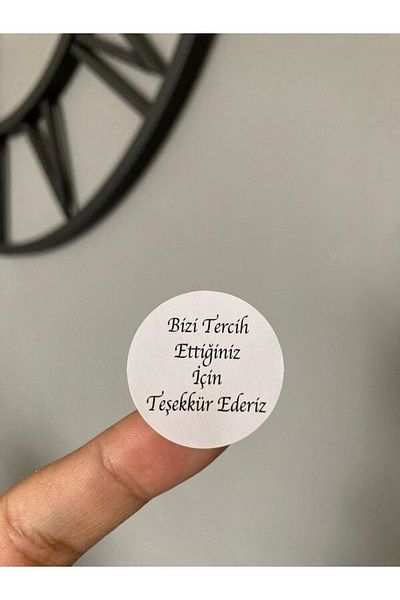 Bizi Tercih
Ettiğiniz
İçin
Teşekkür Ederiz